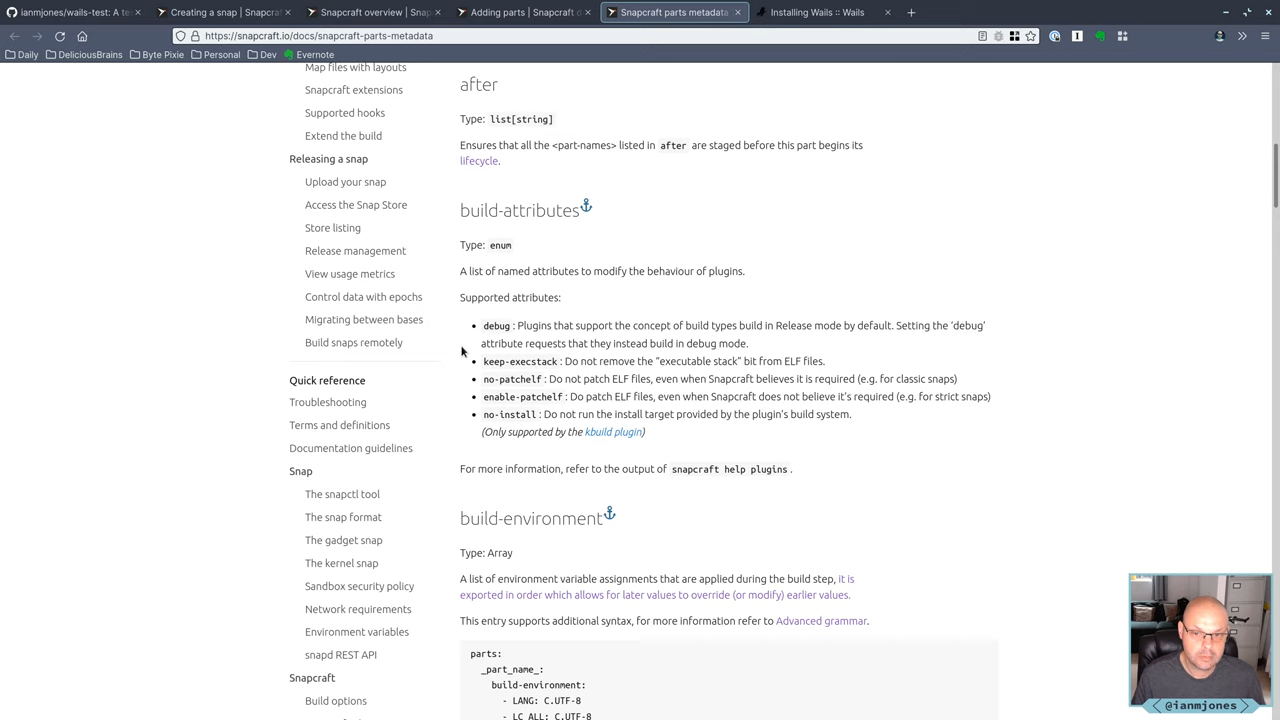 ianmjones/wails-test: A tes
Creating a snap | Snapcraf
Snapcraft overview | Snap
Adding parts | Snapcraft d
Snapcraft parts metadata
Installing Wails :: Wails
https://snapcraft.io/docs/snapcraft-parts-metadata
Daily
DeliciousBrains
Byte Pixie
Personal
Dev
Evernote
Map files with layouts
Snapcraft extensions
Supported hooks
Extend the build
Releasing a snap
Upload your snap
Access the Snap Store
Store listing
Release management
View usage metrics
Control data with epochs
Migrating between bases
Build snaps remotely
Quick reference
Troubleshooting
Terms and definitions
Documentation guidelines
Snap
The snapctl tool
The snap format
The gadget snap
The kernel snap
Sandbox security policy
Network requirements
Environment variables
snapd REST API
Snapcraft
Build options
after
Type: list[string]
Ensures that all the <part-names> listed in after are staged before this part begins its
lifecycle.
build-attributes
Type: enum
A list of named attributes to modify the behaviour of plugins.
Supported attributes:
• debug : Plugins that support the concept of build types build in Release mode by default. Setting the ‘debug’
attribute requests that they instead build in debug mode.
• keep-execstack : Do not remove the "executable stack" bit from ELF files.
• no-patchelf : Do not patch ELF files, even when Snapcraft believes it is required (e.g. for classic snaps)
• enable-patchelf : Do patch ELF files, even when Snapcraft does not believe it's required (e.g. for strict snaps)
• no-install : Do not run the install target provided by the plugin's build system.
(Only supported by the kbuild plugin)
For more information, refer to the output of snapcraft help plugins .
build-environment
Type: Array
A list of environment variable assignments that are applied during the build step, it is
exported in order which allows for later values to override (or modify) earlier values.
This entry supports additional syntax, for more information refer to Advanced grammar.
parts:
_part_name_:
build-environment:
- LANG: C.UTF-8
- LC_ALL: C.UTF-8
@ianmjones